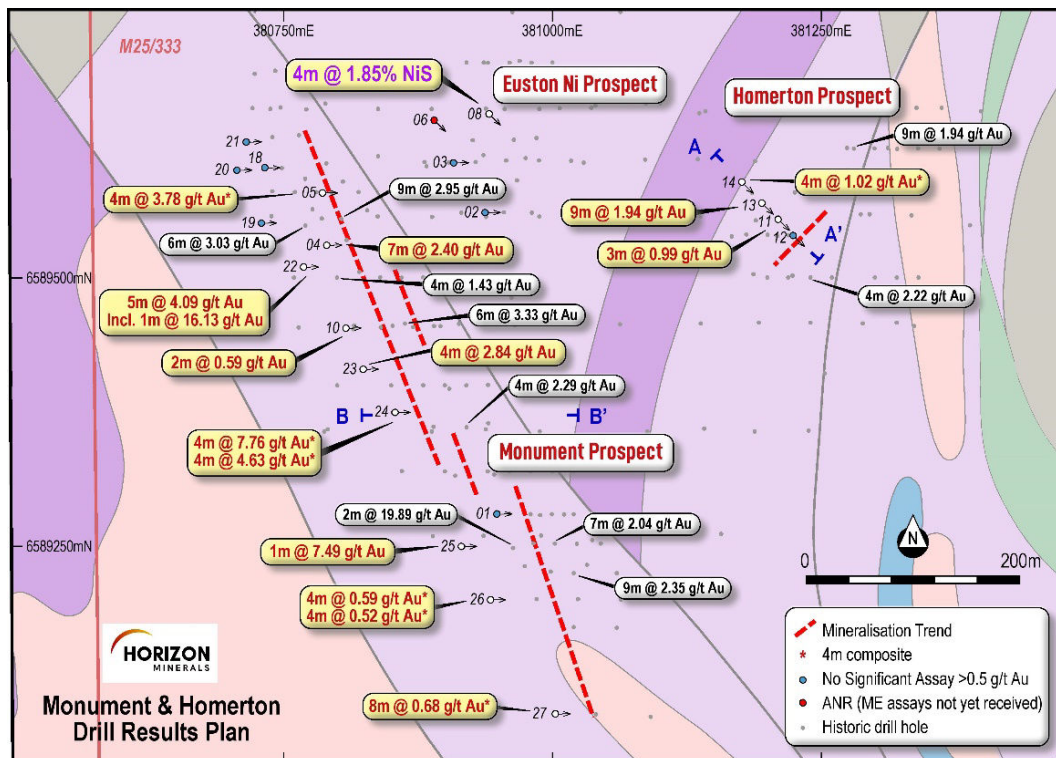 380750mE
381000mE
381250mE
M25/333
4m @ 1.85% NiS
Euston Ni Prospect
Homerton Prospect
08
06
9m @ 1.94 g/t Au
21
20
18
03
A
14
4m @ 1.02 g/t Au*
4m @ 3.78 g/t Au*
05
9m @ 2.95 g/t Au
02
9m @ 1.94 g/t Au
13
11
19
6m @ 3.03 g/t Au
04
7m @ 2.40 g/t Au
3m @ 0.99 g/t Au
12
A'
22
6589500mN
4m @ 1.43 g/t Au
4m @ 2.22 g/t Au
5m @ 4.09 g/t Au
Incl. 1m @ 16.13 g/t Au
6m @ 3.33 g/t Au
10
2m @ 0.59 g/t Au
4m @ 2.84 g/t Au
23
4m @ 2.29 g/t Au
B
24
B'
4m @ 7.76 g/t Au*
4m @ 4.63 g/t Au*
Monument Prospect
2m @ 19.89 g/t Au
01
7m @ 2.04 g/t Au
6589250mN
1m @ 7.49 g/t Au
25
N
0
200m
9m @ 2.35 g/t Au
4m @ 0.59 g/t Au*
4m @ 0.52 g/t Au*
26
Mineralisation Trend
* 4m composite
No Significant Assay >0.5 g/t Au
ANR (ME assays not yet received)
Historic drill hole
HORIZON
MINERALS
Monument & Homerton
Drill Results Plan
8m @ 0.68 g/t Au*
27